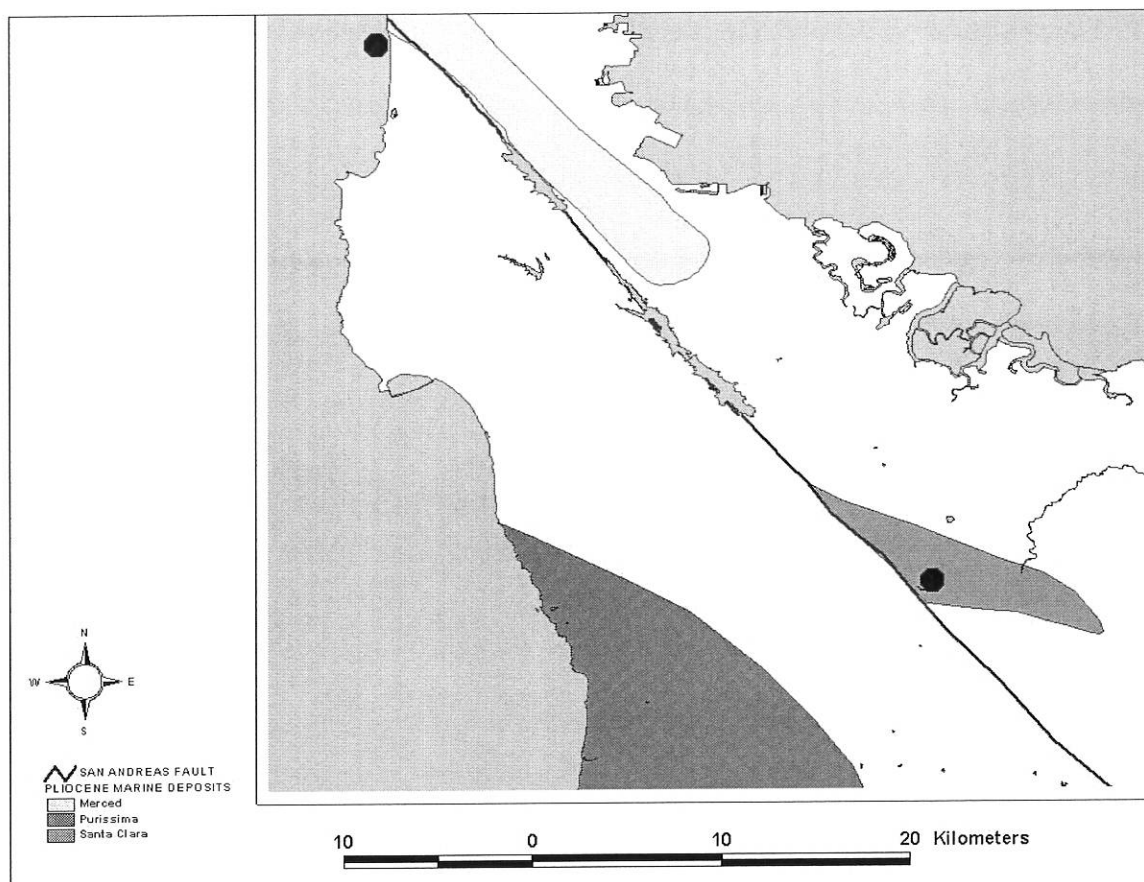 N
W E
S
SAN ANDREAS FAULT
PLIOCENE MARINE DEPOSITS
Merced
Purissima
Santa Clara
10 0 10 20 Kilometers